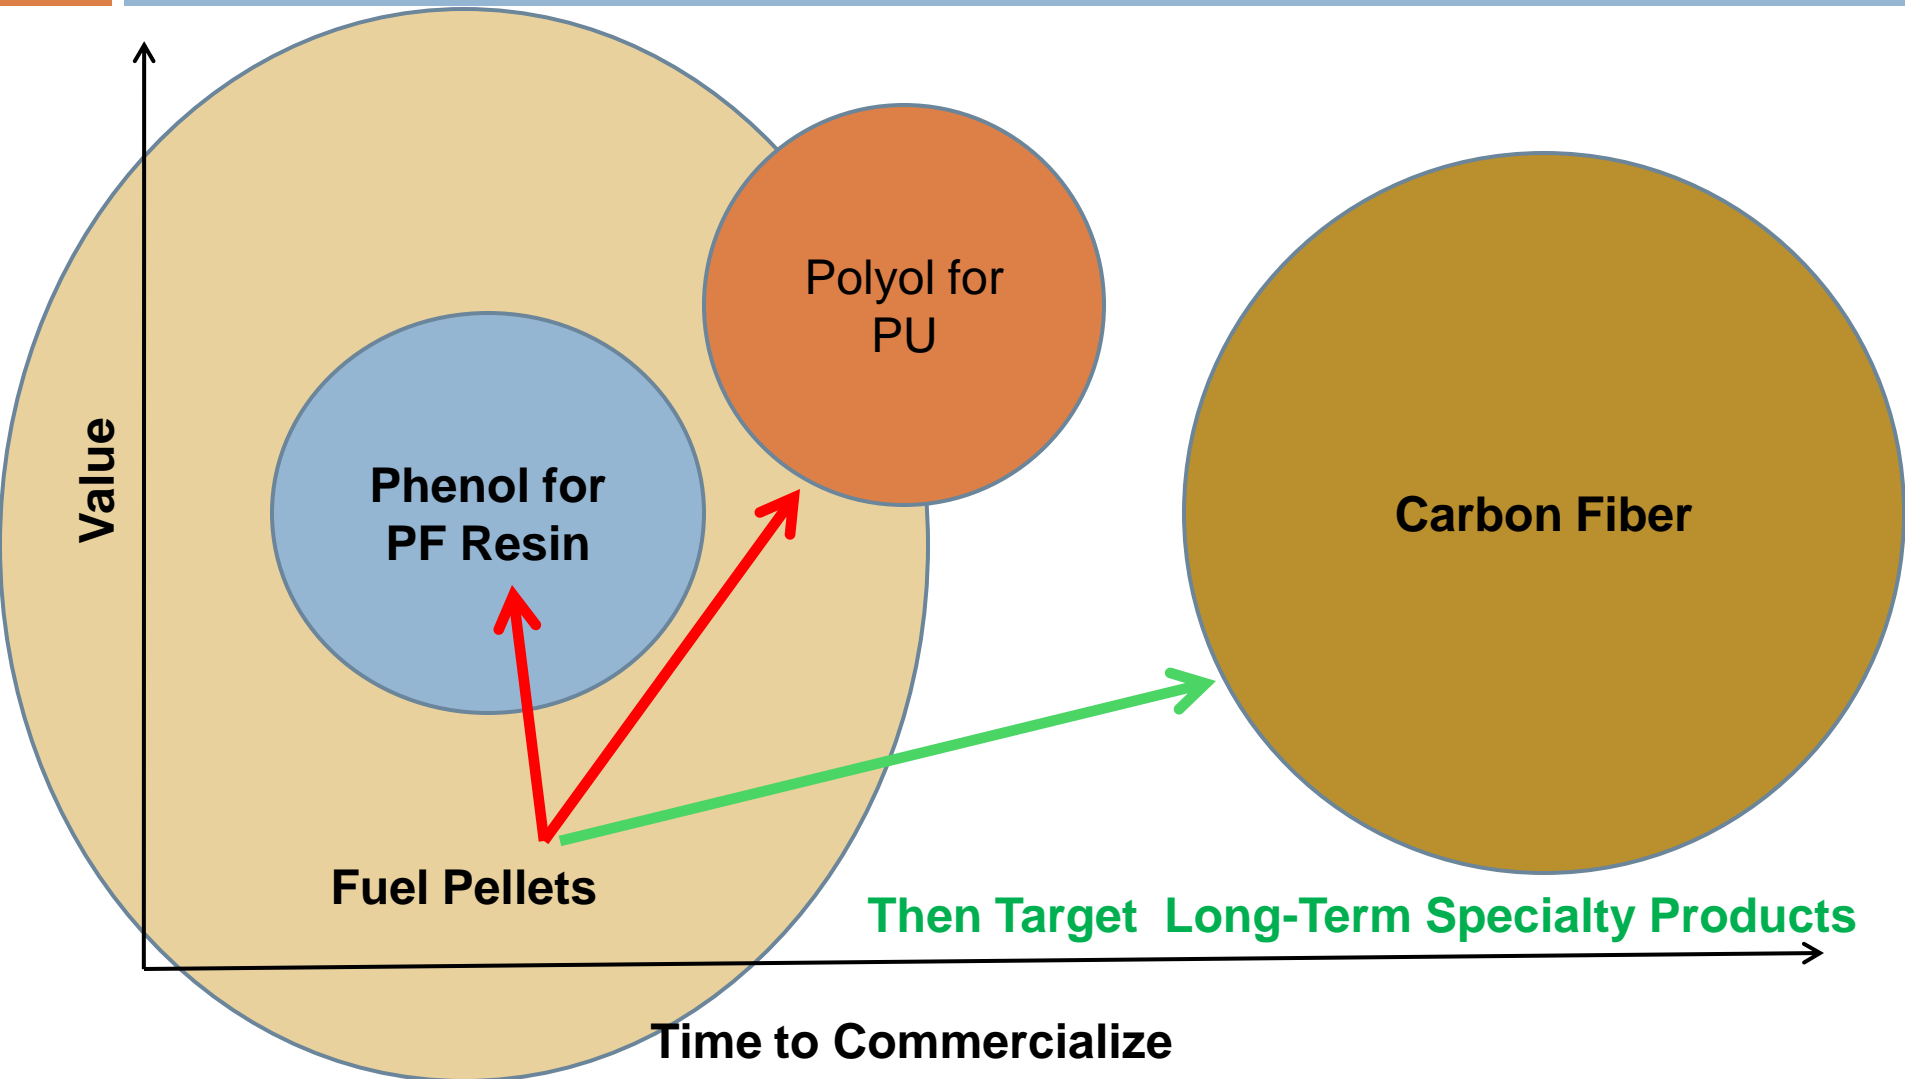 Value
Polyol for
PU
Phenol for
PF Resin
Carbon Fiber
Fuel Pellets
Then Target  Long-Term Specialty Products
Time to Commercialize